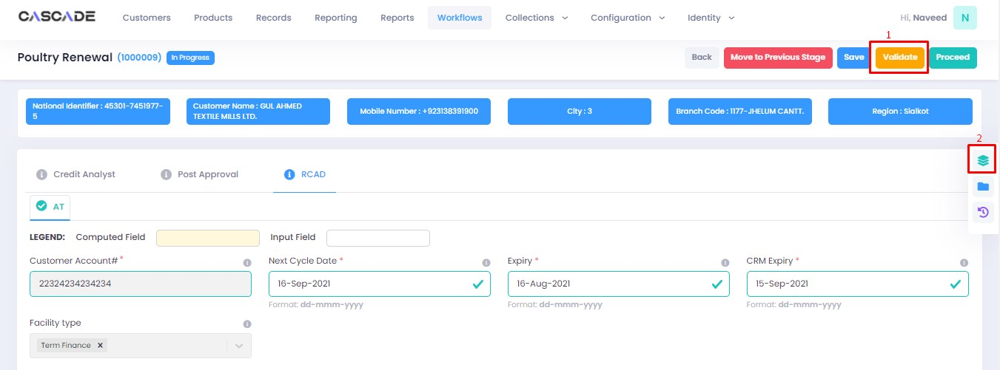 CASCADE Customers Products Records Reporting Reports Workflows Collections Configuration Identity Hi, Naveed N
1
Poultry Renewal (1000009) In Progress Back Move to Previous Stage Save Validate Proceed
National Identifier : 45301-7451977-
5
Customer Name : GUL AHMED
TEXTILE MILLS LTD.
Mobile Number : +923138391900
City : 3
Branch Code : 1177-JHELUM CANTT.
Region : Sialkot
2
Credit Analyst Post Approval RCAD
AT
LEGEND: Computed Field Input Field
Customer Account#* Next Cycle Date * Expiry * CRM Expiry *
22324234234234 16-Sep-2021 16-Aug-2021 15-Sep-2021
Format: dd-mmm-yyyy Format: dd-mmm-yyyy Format: dd-mmm-yyyy
Facility type
Term Finance x